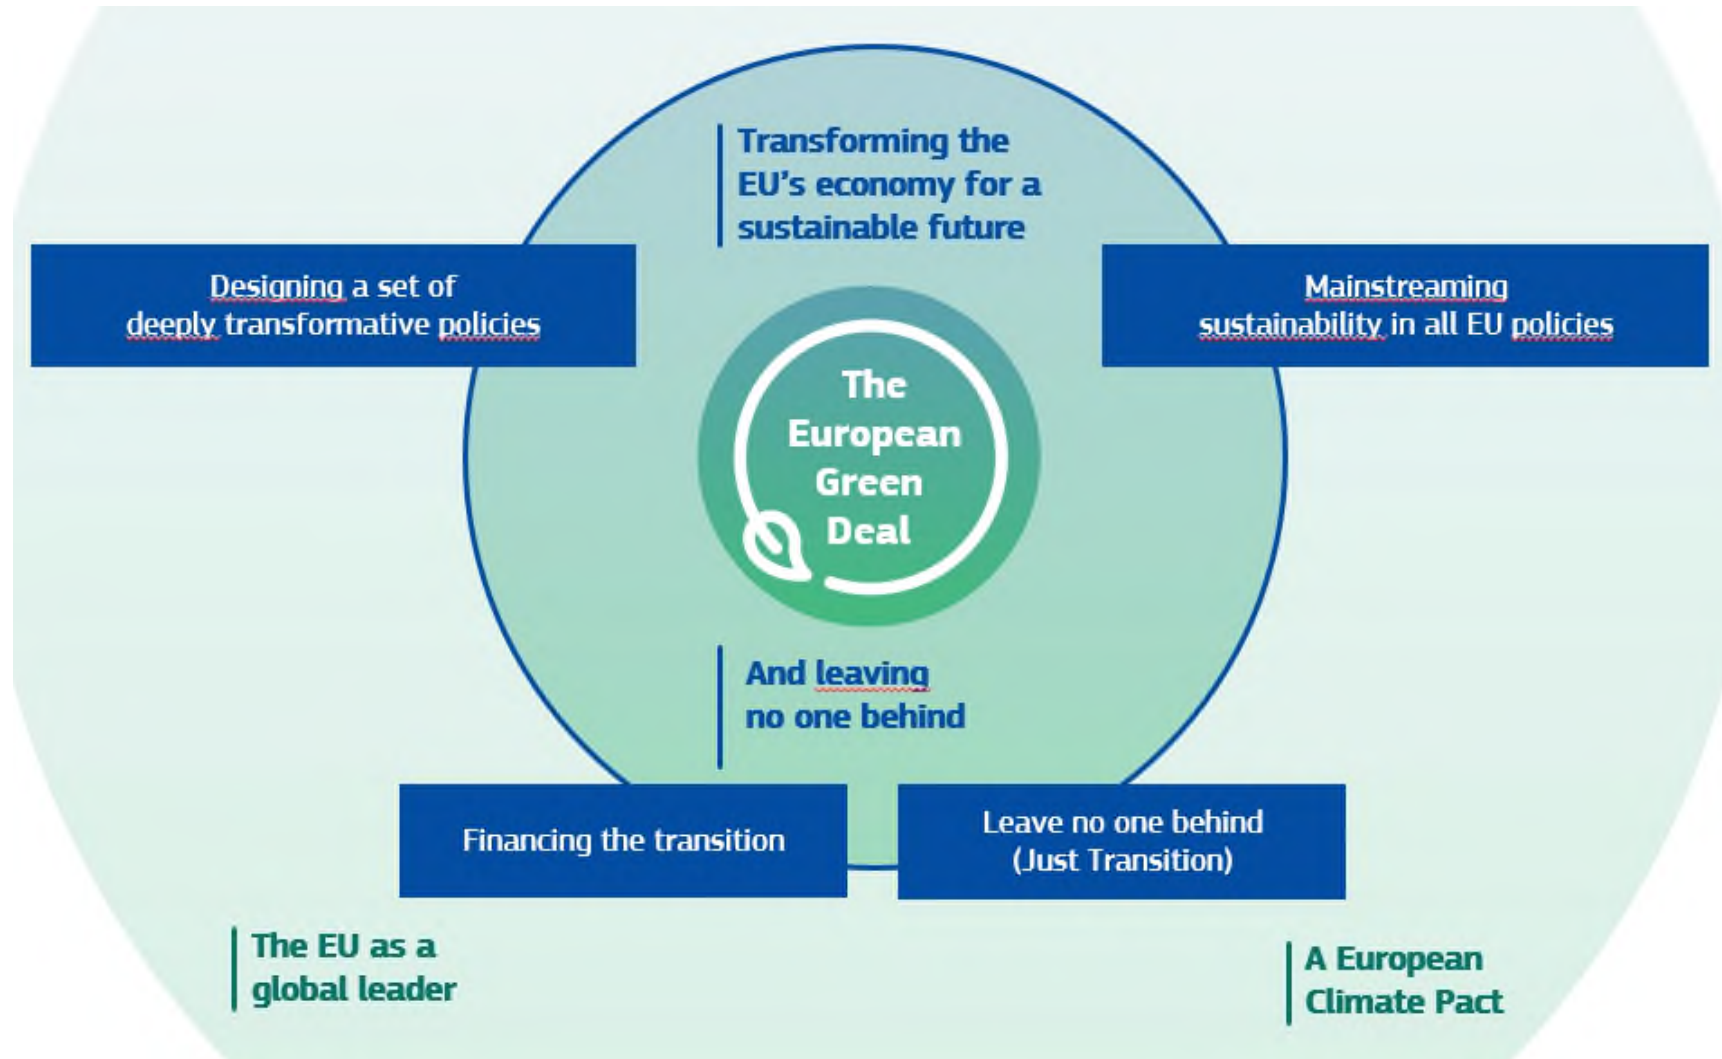 Transforming the
EU's economy for a
sustainable future
Designing a set of
deeply transformative policies
Mainstreaming
sustainability in all EU policies
The
European
Green
Deal
And leaving
no one behind
Financing the transition
Leave no one behind
(Just Transition)
The EU as a
global leader
A European
Climate Pact